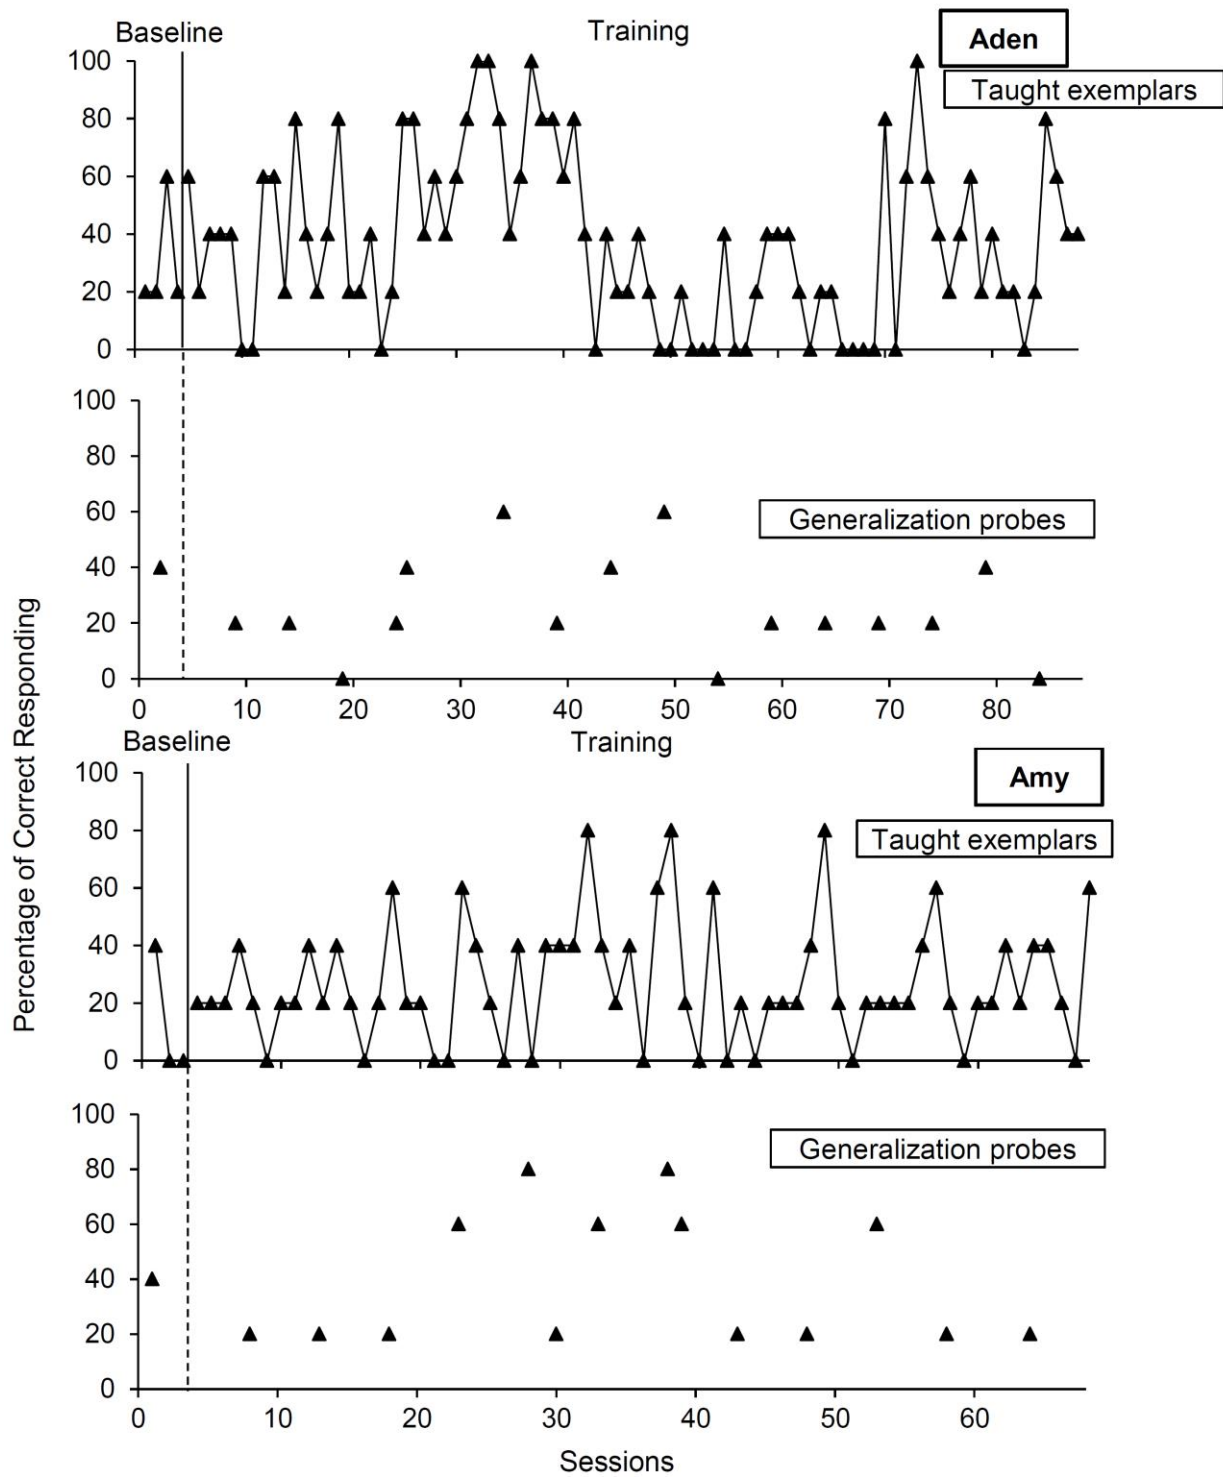 Baseline Training Aden
Taught exemplars
100
80
60
40
20
0
100
80
60
40
20
0
Generalization probes
0 10 20 30 40 50 60 70 80
Percentage of Correct Responding
Baseline Training
Amy
Taught exemplars
100
80
60
40
20
0
100
80
60
40
20
0
Generalization probes
0 10 20 30 40 50 60
Sessions